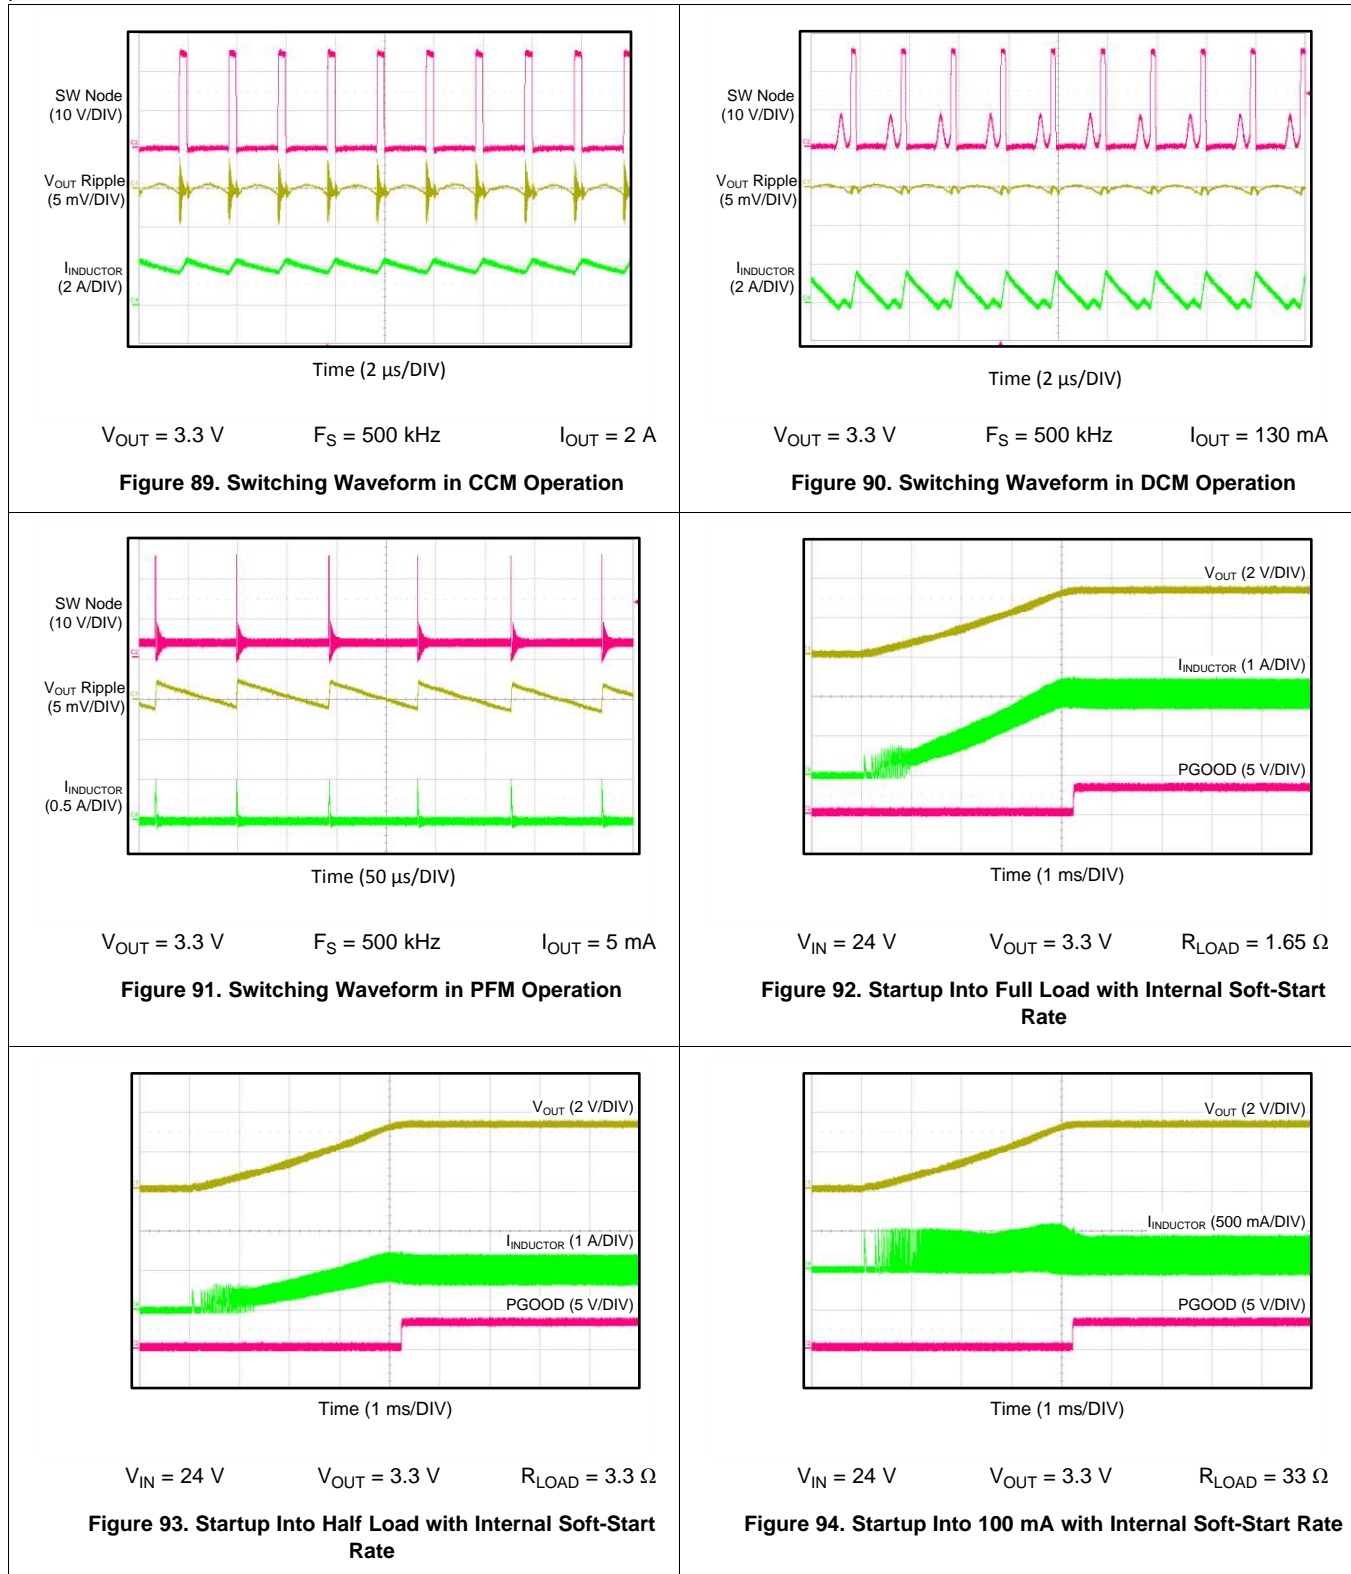 SW Node
(10 V/DIV)
VOUT Ripple
(5 mV/DIV)
IINDUCTOR
(2 A/DIV)
Time (2 µs/DIV)
VOUT = 3.3 V FS = 500 kHz IOUT = 2 A
Figure 89. Switching Waveform in CCM Operation
SW Node
(10 V/DIV)
VOUT Ripple
(5 mV/DIV)
IINDUCTOR
(2 A/DIV)
Time (2 µs/DIV)
VOUT = 3.3 V FS = 500 kHz IOUT = 130 mA
Figure 90. Switching Waveform in DCM Operation
SW Node
(10 V/DIV)
VOUT Ripple
(5 mV/DIV)
IINDUCTOR
(0.5 A/DIV)
Time (50 µs/DIV)
VOUT = 3.3 V FS = 500 kHz IOUT = 5 mA
Figure 91. Switching Waveform in PFM Operation
VOUT (2 V/DIV)
IINDUCTOR (1 A/DIV)
PGOOD (5 V/DIV)
Time (1 ms/DIV)
VIN = 24 V VOUT = 3.3 V RLOAD = 1.65 Ω
Figure 92. Startup Into Full Load with Internal Soft-Start
Rate
VOUT (2 V/DIV)
IINDUCTOR (1 A/DIV)
PGOOD (5 V/DIV)
Time (1 ms/DIV)
VIN = 24 V VOUT = 3.3 V RLOAD = 3.3 Ω
Figure 93. Startup Into Half Load with Internal Soft-Start
Rate
VOUT (2 V/DIV)
IINDUCTOR (500 mA/DIV)
PGOOD (5 V/DIV)
Time (1 ms/DIV)
VIN = 24 V VOUT = 3.3 V RLOAD = 33 Ω
Figure 94. Startup Into 100 mA with Internal Soft-Start Rate